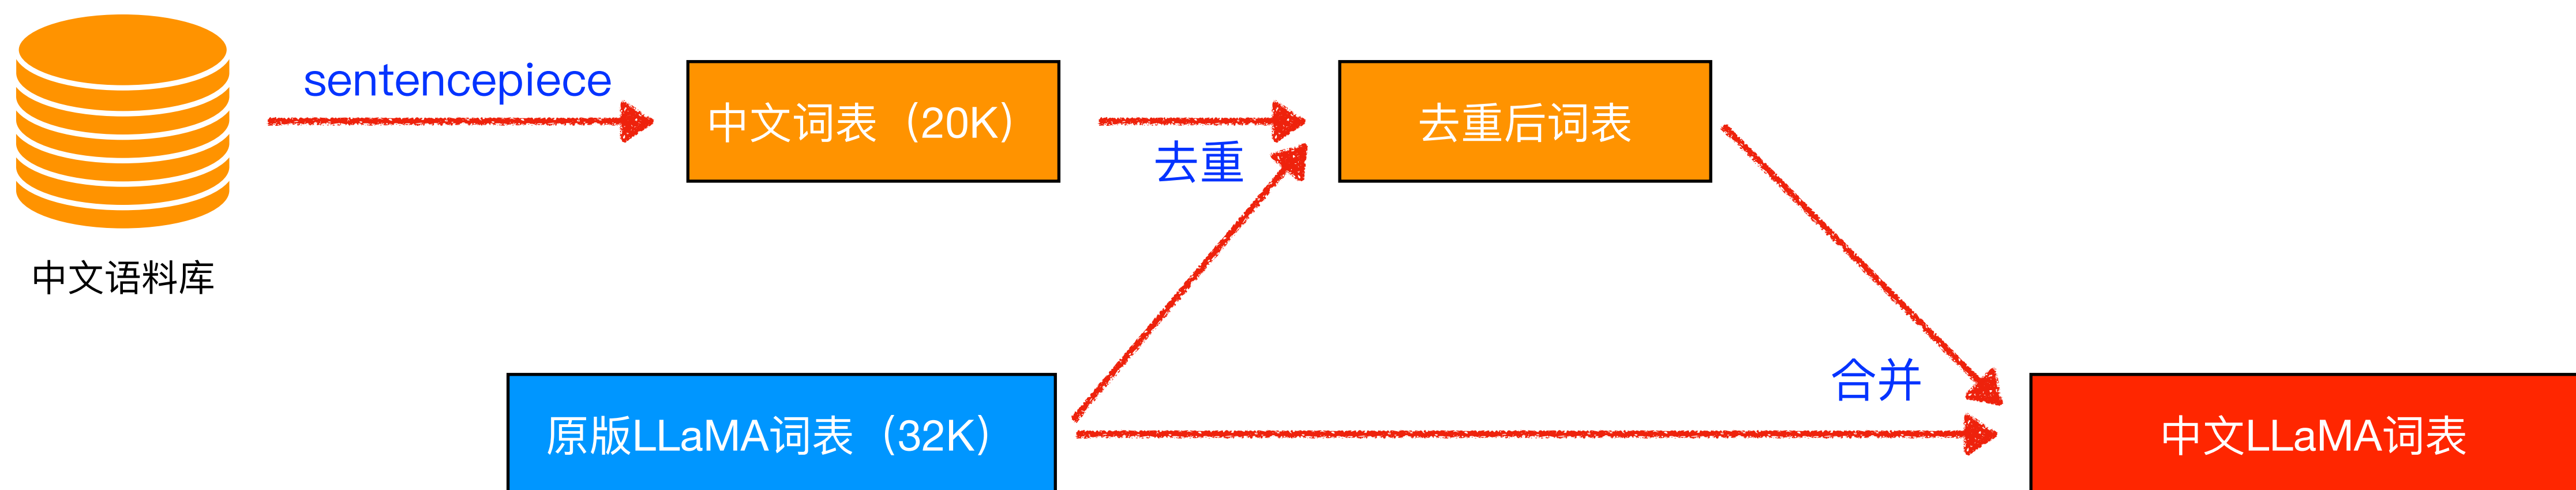 sentencepiece
中文词表（20K）
去重
去重后词表
中文语料库
合并
原版LLaMA词表（32K）
中文LLaMA词表